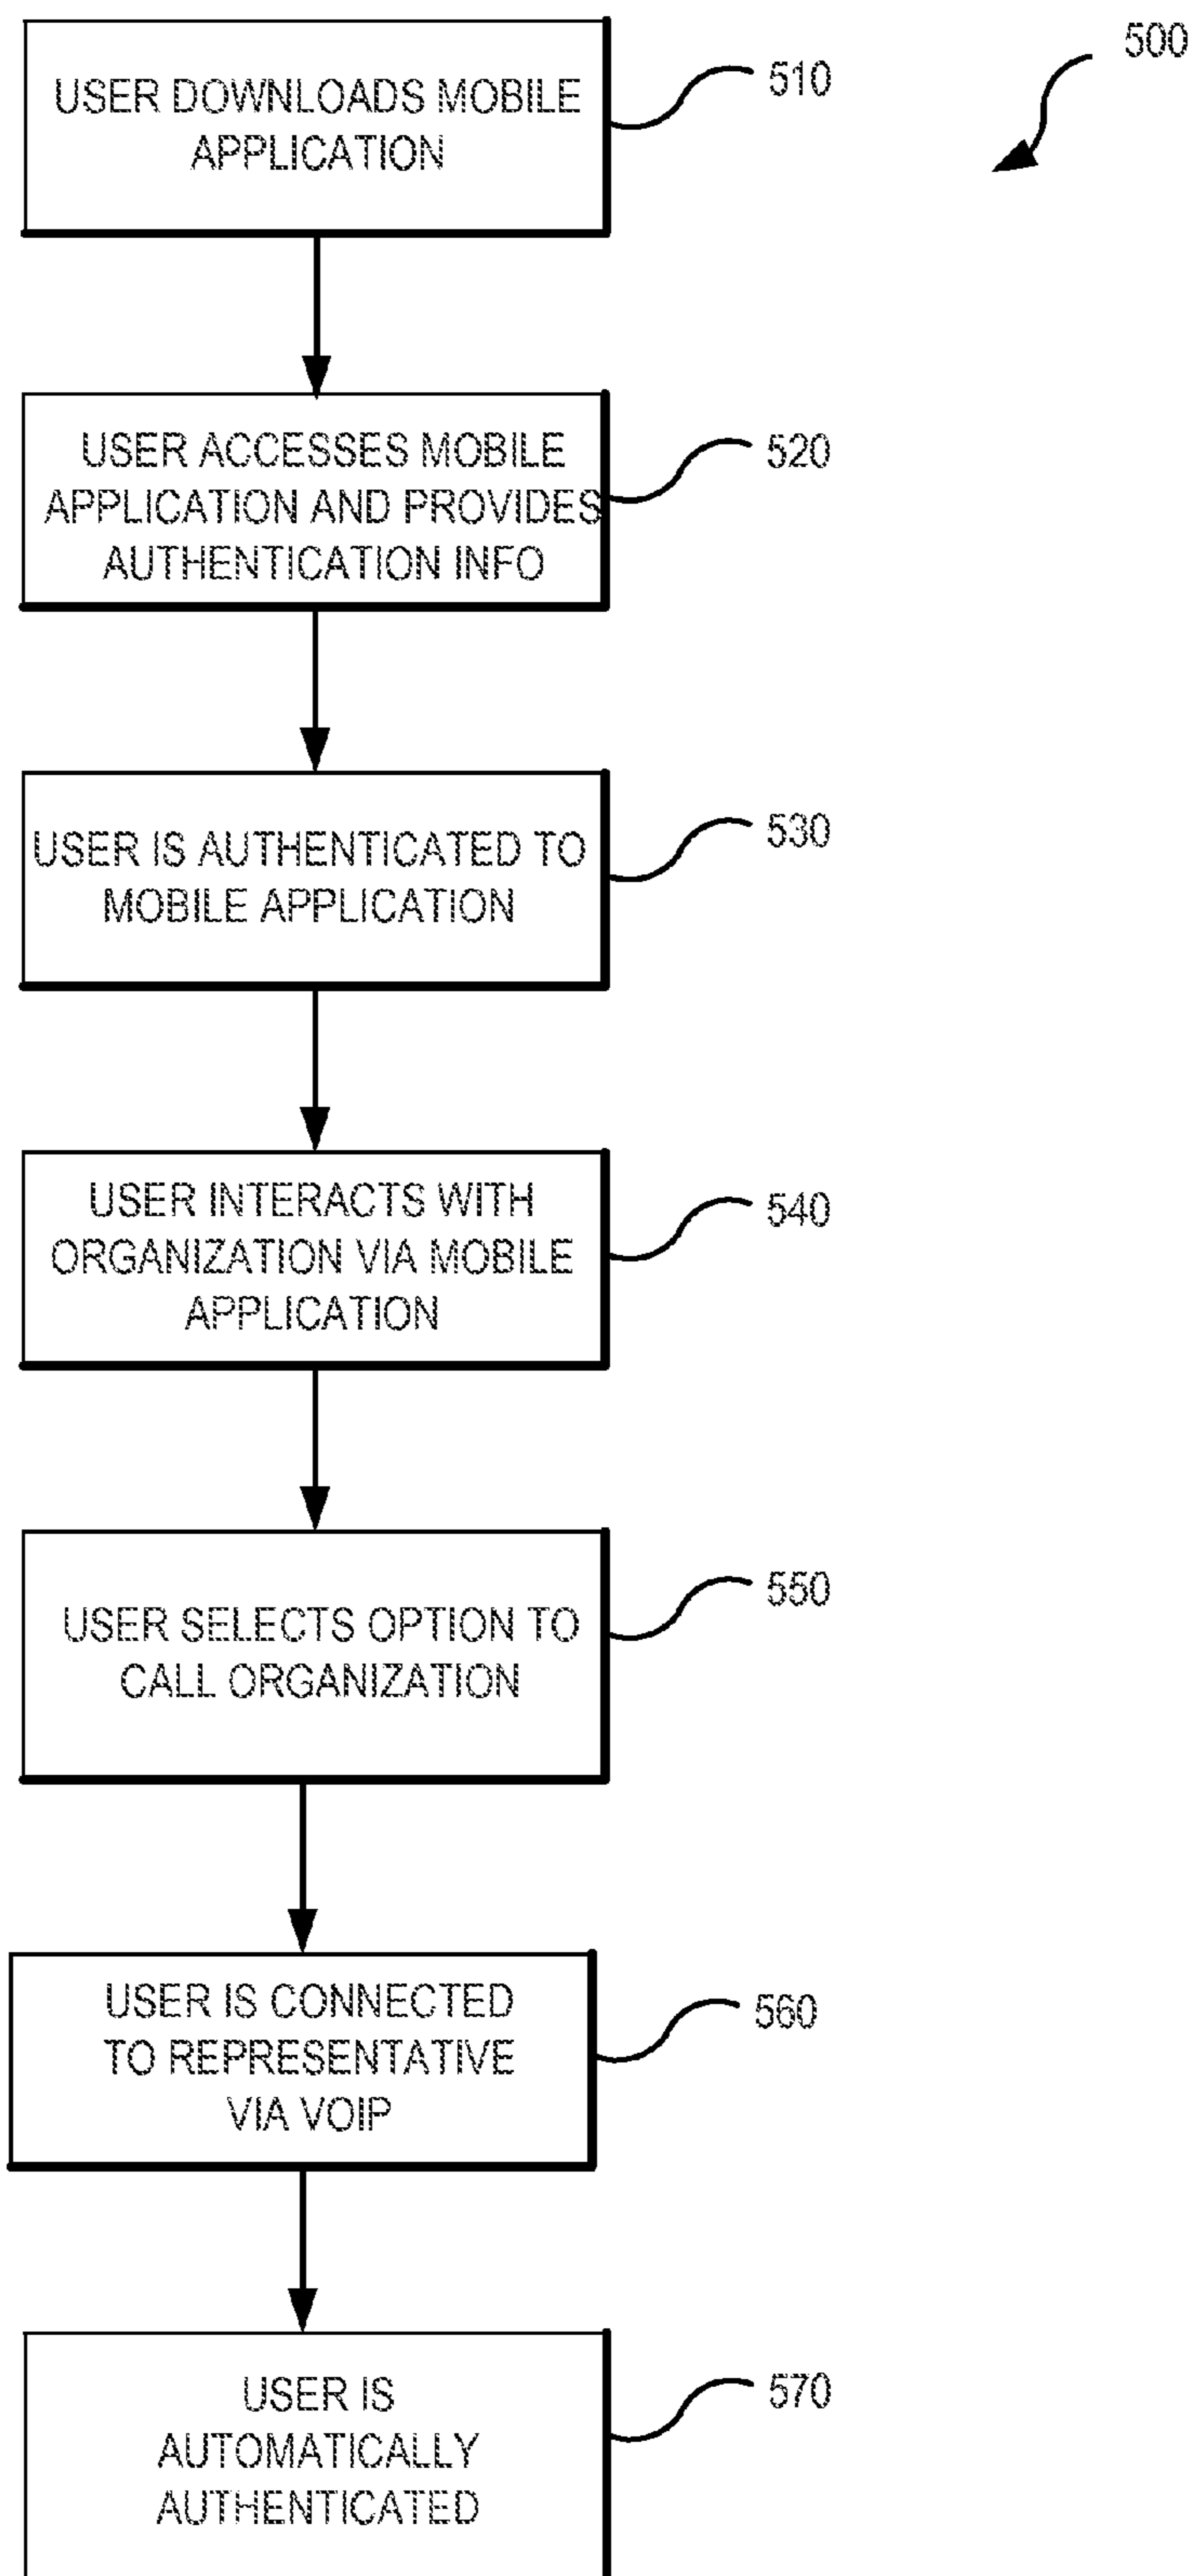 500
USER DOWNLOADS MOBILE
APPLICATION
510
USER ACCESSES MOBILE
APPLICATION AND PROVIDES
AUTHENTICATION INFO
520
USER IS AUTHENTICATED TO
MOBILE APPLICATION
530
USER INTERACTS WITH
ORGANIZATION VIA MOBILE
APPLICATION
540
USER SELECTS OPTION TO
CALL ORGANIZATION
550
USER IS CONNECTED
TO REPRESENTATIVE
VIA VOIP
560
USER IS
AUTOMATICALLY
AUTHENTICATED
570